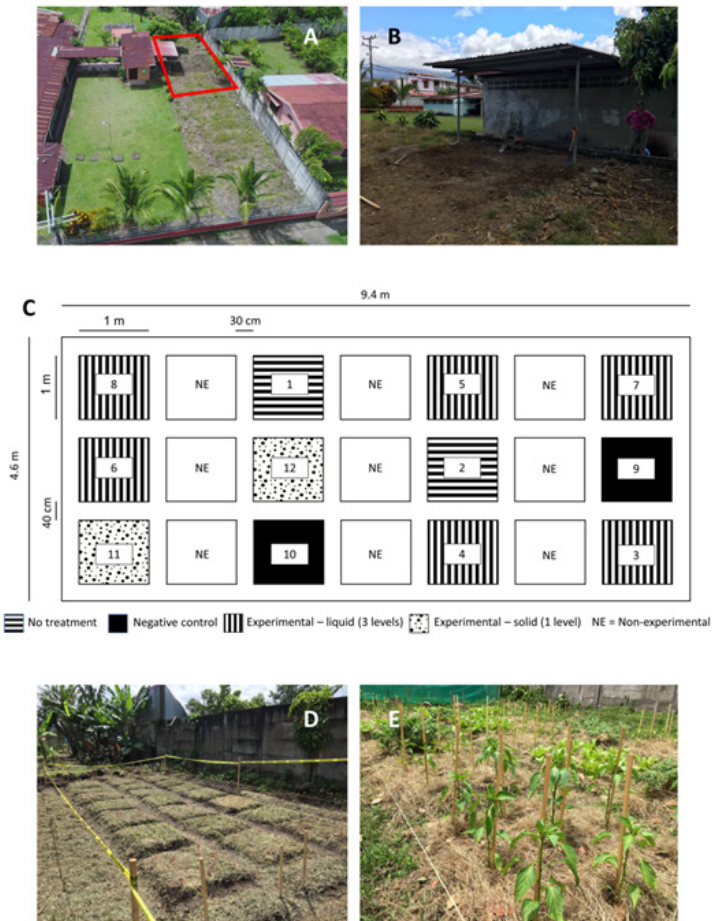 A
B
C
9.4 m
1 m
30 cm
1 m
4.6 m
40 cm
8 NE 1 NE 5 NE 7
6 NE 12 NE 2 NE 9
11 NE 10 NE 4 NE 3
No treatment Negative control Experimental – liquid (3 levels) Experimental – solid (1 level) NE = Non-experimental
D
E